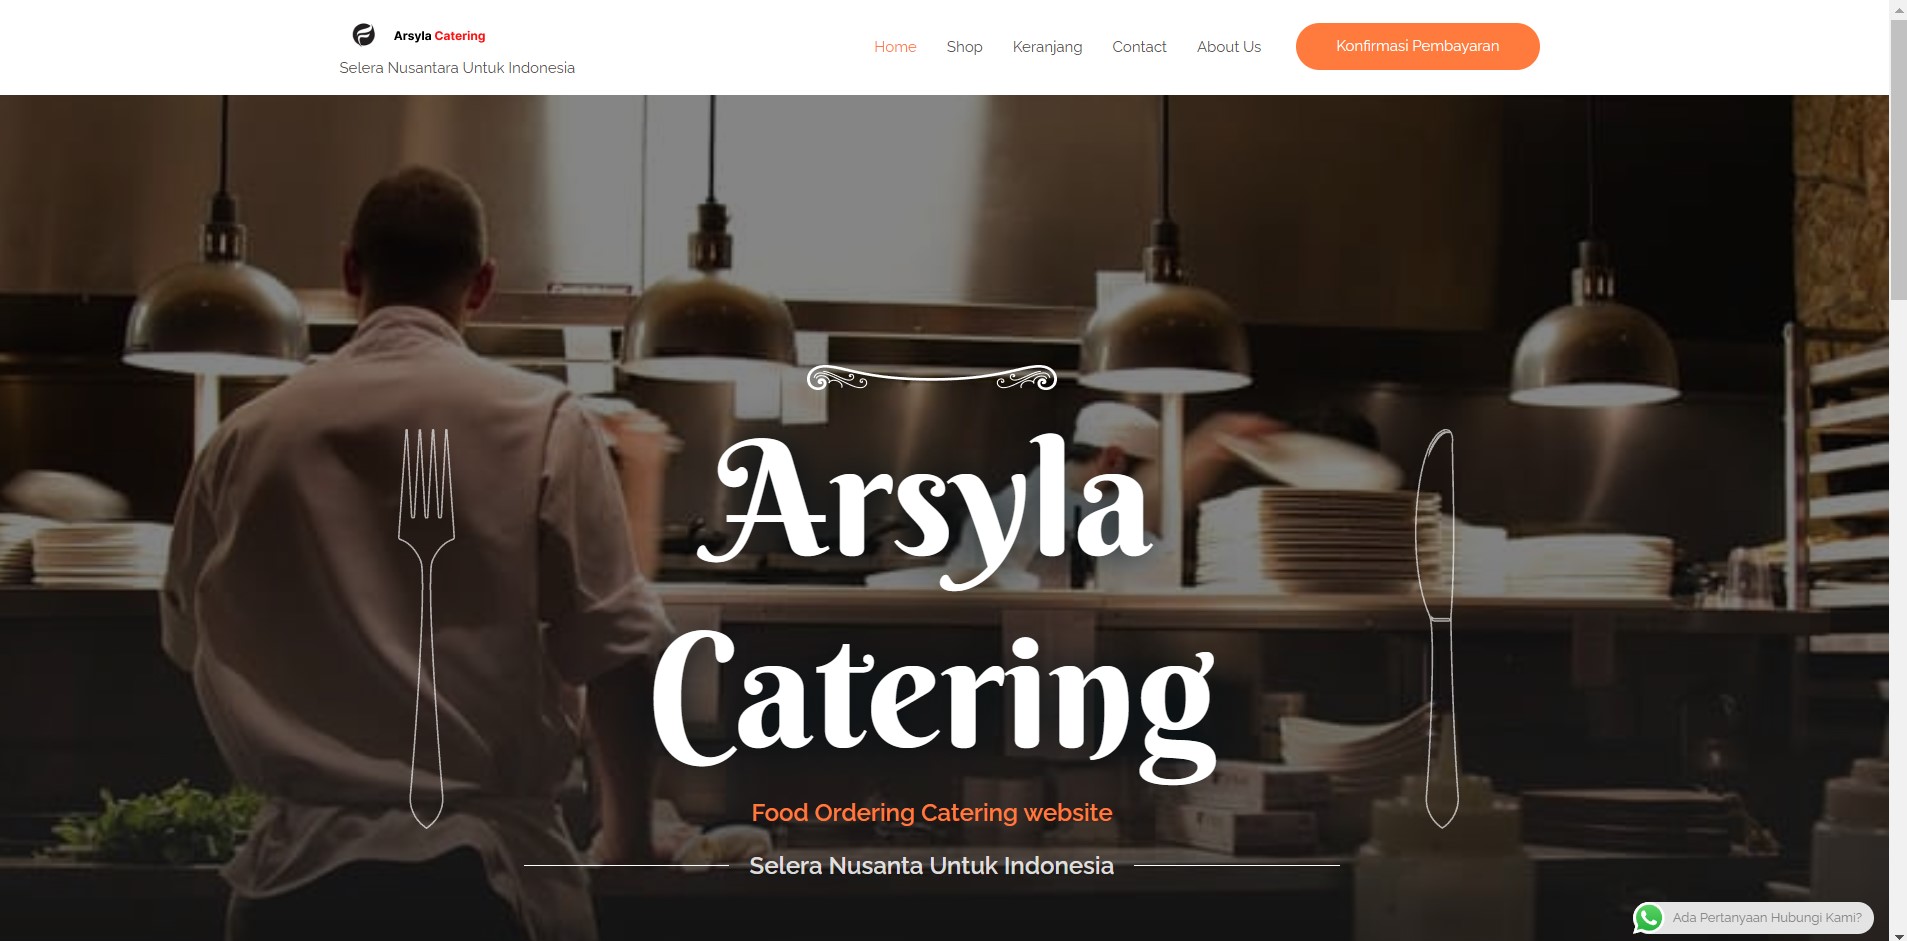 Arsyla Catering
Selera Nusantara Untuk Indonesia
Home
Shop
Keranjang
Contact
About Us
Konfirmasi Pembayaran
Arsyla
Catering
Food Ordering Catering website
Selera Nusanta Untuk Indonesia
Ada Pertanyaan Hubungi Kami?